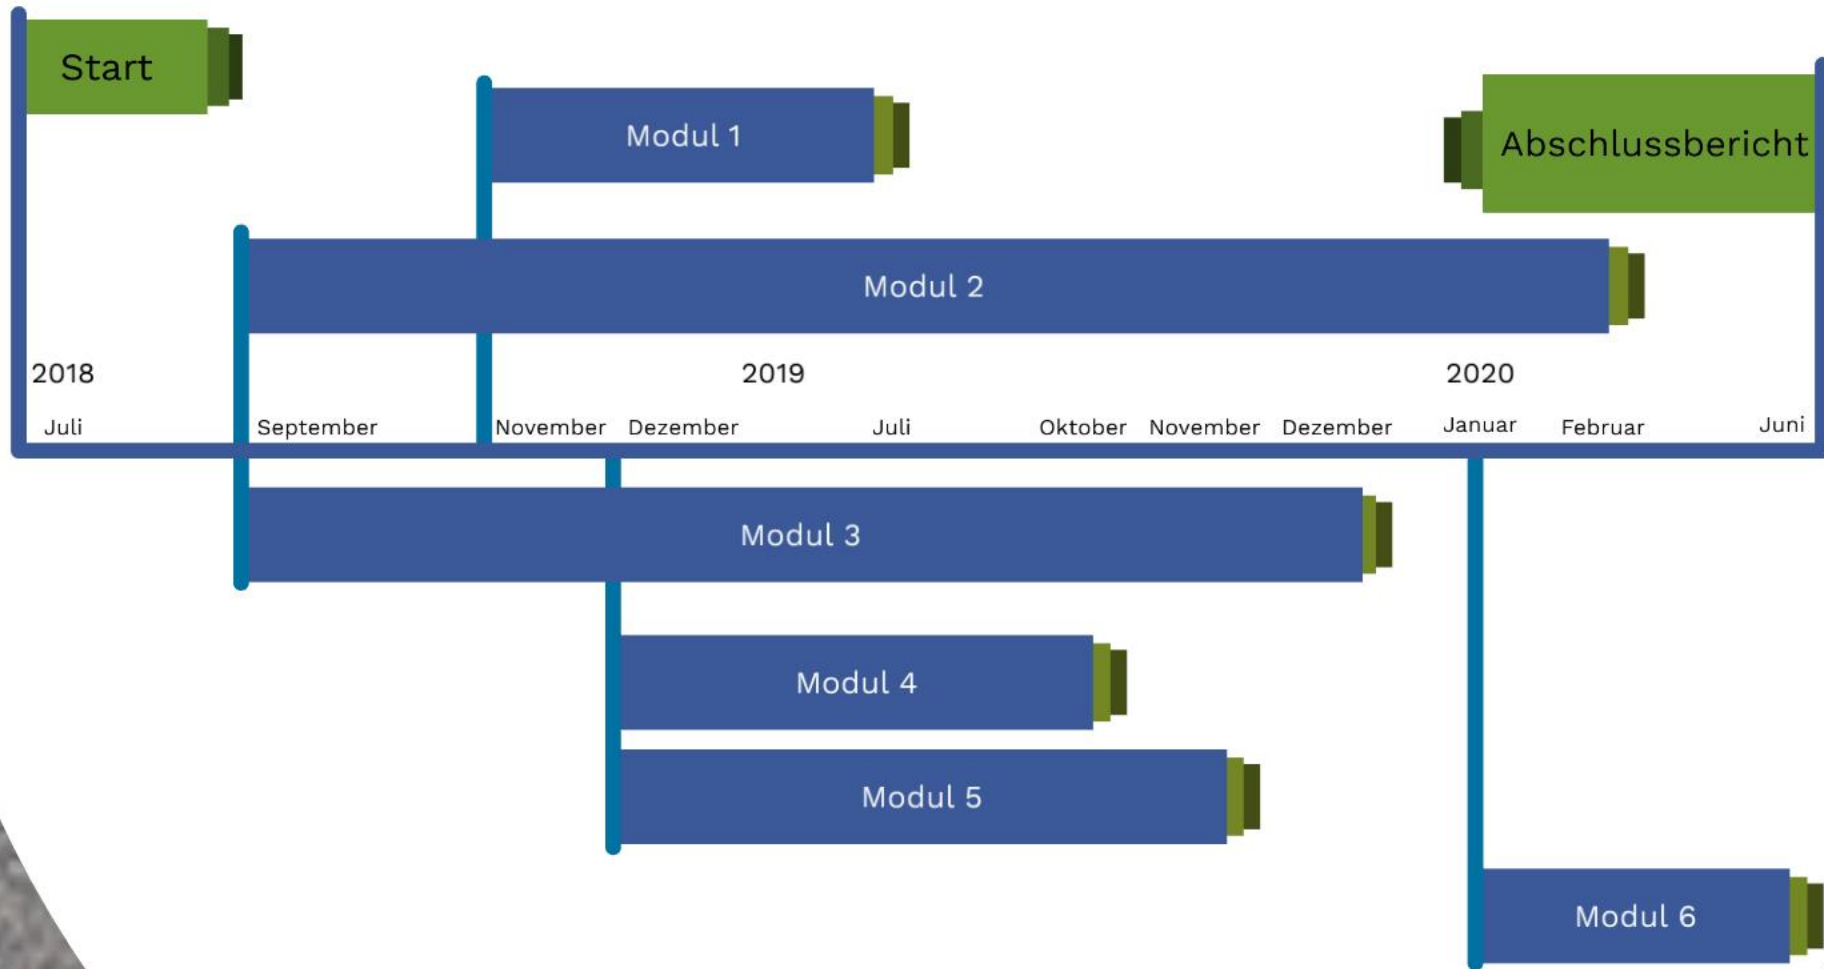 Start
Modul 1
Abschlussbericht
Modul 2
2018 2019 2020
Juli September November Dezember Juli Oktober November Dezember Januar Februar Juni
Modul 3
Modul 4
Modul 5
Modul 6